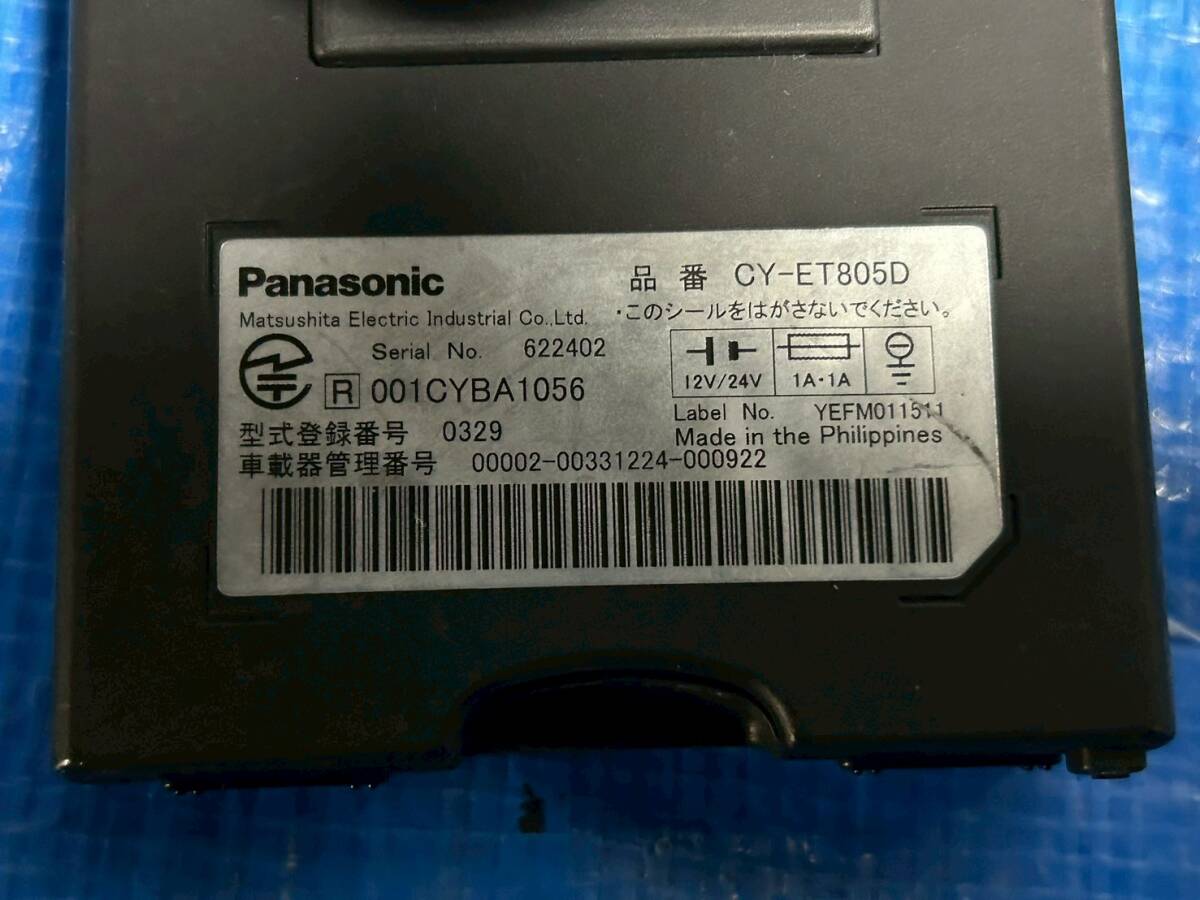 Panasonic
品番 CY-ET805D
Matsushita Electric Industrial Co.,Ltd.
・このシールをはがさないでください。
Serial No. 622402
12V/24V
1A・1A
R 001CYBA1056
Label No. YEFM011511
型式登録番号 0329
Made in the Philippines
車載器管理番号 00002-00331224-000922